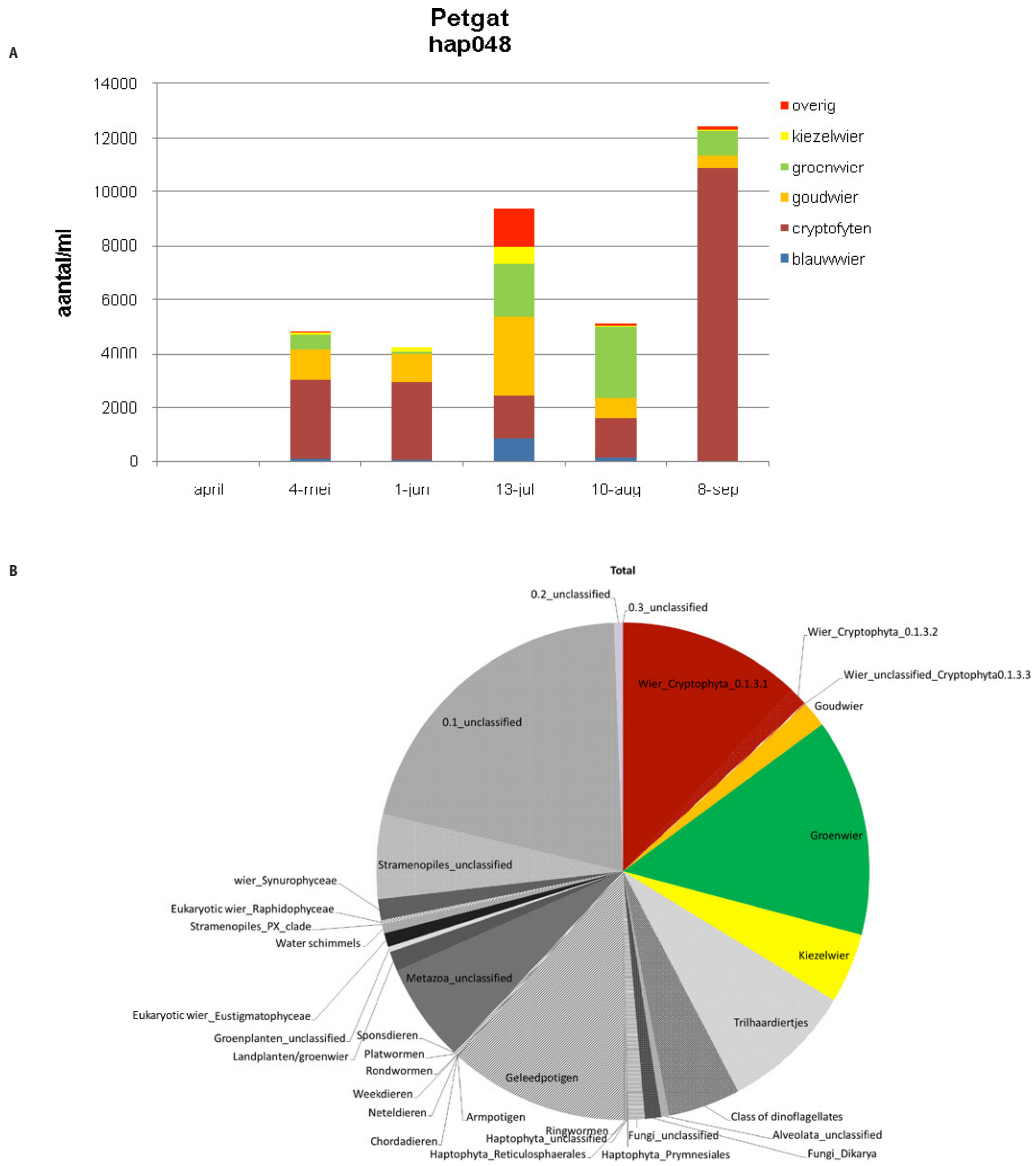 Petgat
hap048
A
14000
12000
10000
8000
6000
4000
2000
0
aantal/ml
april
4-mei
1-jun
13-jul
10-aug
8-sep
overig
kiezelwier
groenwier
goudwier
cryptofyten
blauwwier
B
Total
0.2_unclassified
0.3_unclassified
Wier_Cryptophyta_0.1.3.2
Wier_unclassified_Cryptophyta0.1.3.3
Wier_Cryptophyta_0.1.3.1
Goudwier
0.1_unclassified
Groenwier
Stramenopiles_unclassified
wier_Synurophyceae
Eukaryotic wier_Raphidophyceae
Stramenopiles_PX_clade
Water schimmels
Kiezelwier
Metazoa_unclassified
Eukaryotic wier_Eustigmatophyceae
Trilhaardiertjes
Groenplanten_unclassified
Sponsdieren
Landplanten/groenwier
Platwormen
Rondwormen
Geleedpotigen
Weekdieren
Neteldieren
Armpotigen
Class of dinoflagellates
Chordadieren
Ringwormen
Alveolata_unclassified
Haptophyta_unclassified
Fungi_unclassified
Fungi_Dikarya
Haptophyta_Reticulosphaerales
Haptophyta_Prymnesiales